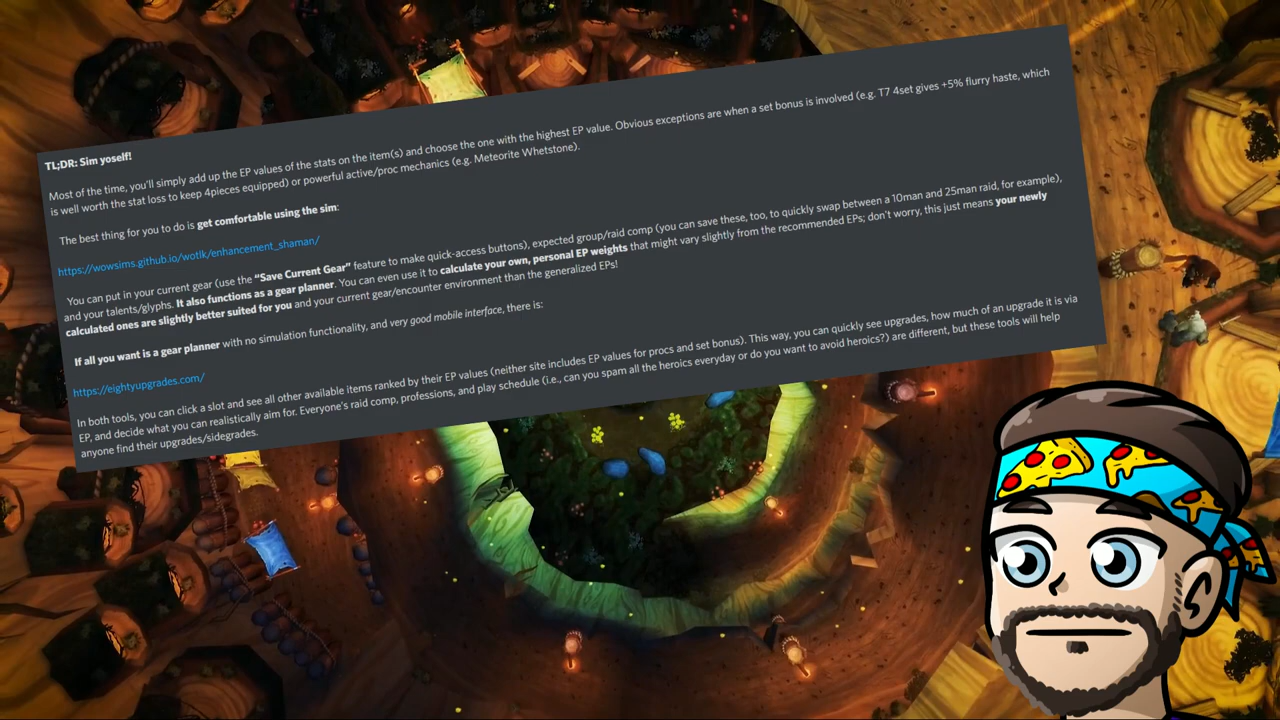 TL;DR: Sim yoself!
Most of the time, you'll simply add up the EP values of the stats on the item(s) and choose the one with the highest EP value. Obvious exceptions are when a set bonus is involved (e.g. T7 4set gives +5% flurry haste, which
is well worth the stat loss to keep 4pieces equipped) or powerful active/proc mechanics (e.g. Meteorite Whetstone).
The best thing for you to do is get comfortable using the sim:
https://wowsims.github.io/wotlk/enhancement_shaman/
You can put in your current gear (use the “Save Current Gear” feature to make quick-access buttons), expected group/raid comp (you can save these, too, to quickly swap between a 10man and 25man raid, for example),
and your talents/glyphs. It also functions as a gear planner. You can even use it to calculate your own, personal EP weights that might vary slightly from the recommended EPs; don't worry, this just means your newly
calculated ones are slightly better suited for you and your current gear/encounter environment than the generalized EPs!
If all you want is a gear planner with no simulation functionality, and very good mobile interface, there is:
https://eightyupgrades.com/
In both tools, you can click a slot and see all other available items ranked by their EP values (neither site includes EP values for procs and set bonus). This way, you can quickly see upgrades, how much of an upgrade it is via
EP, and decide what you can realistically aim for. Everyone's raid comp, professions, and play schedule (i.e., can you spam all the heroics everyday or do you want to avoid heroics?) are different, but these tools will help
anyone find their upgrades/sidegrades.